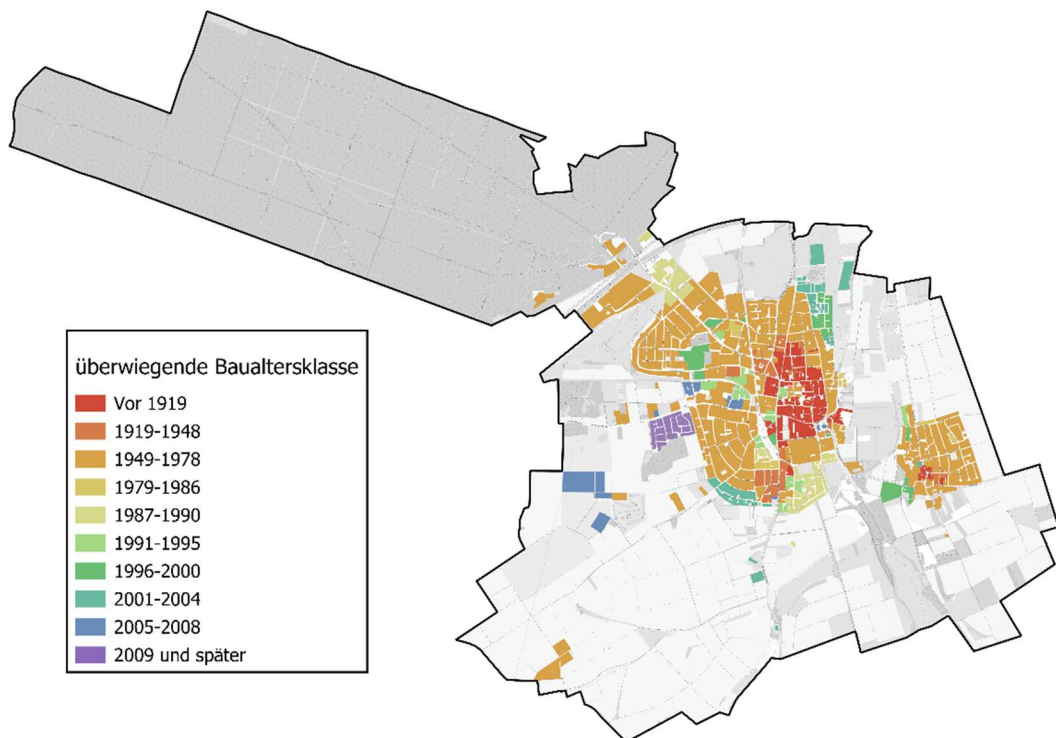 überwiegende Baualtersklasse
Vor 1919
1919-1948
1949-1978
1979-1986
1987-1990
1991-1995
1996-2000
2001-2004
2005-2008
2009 und später